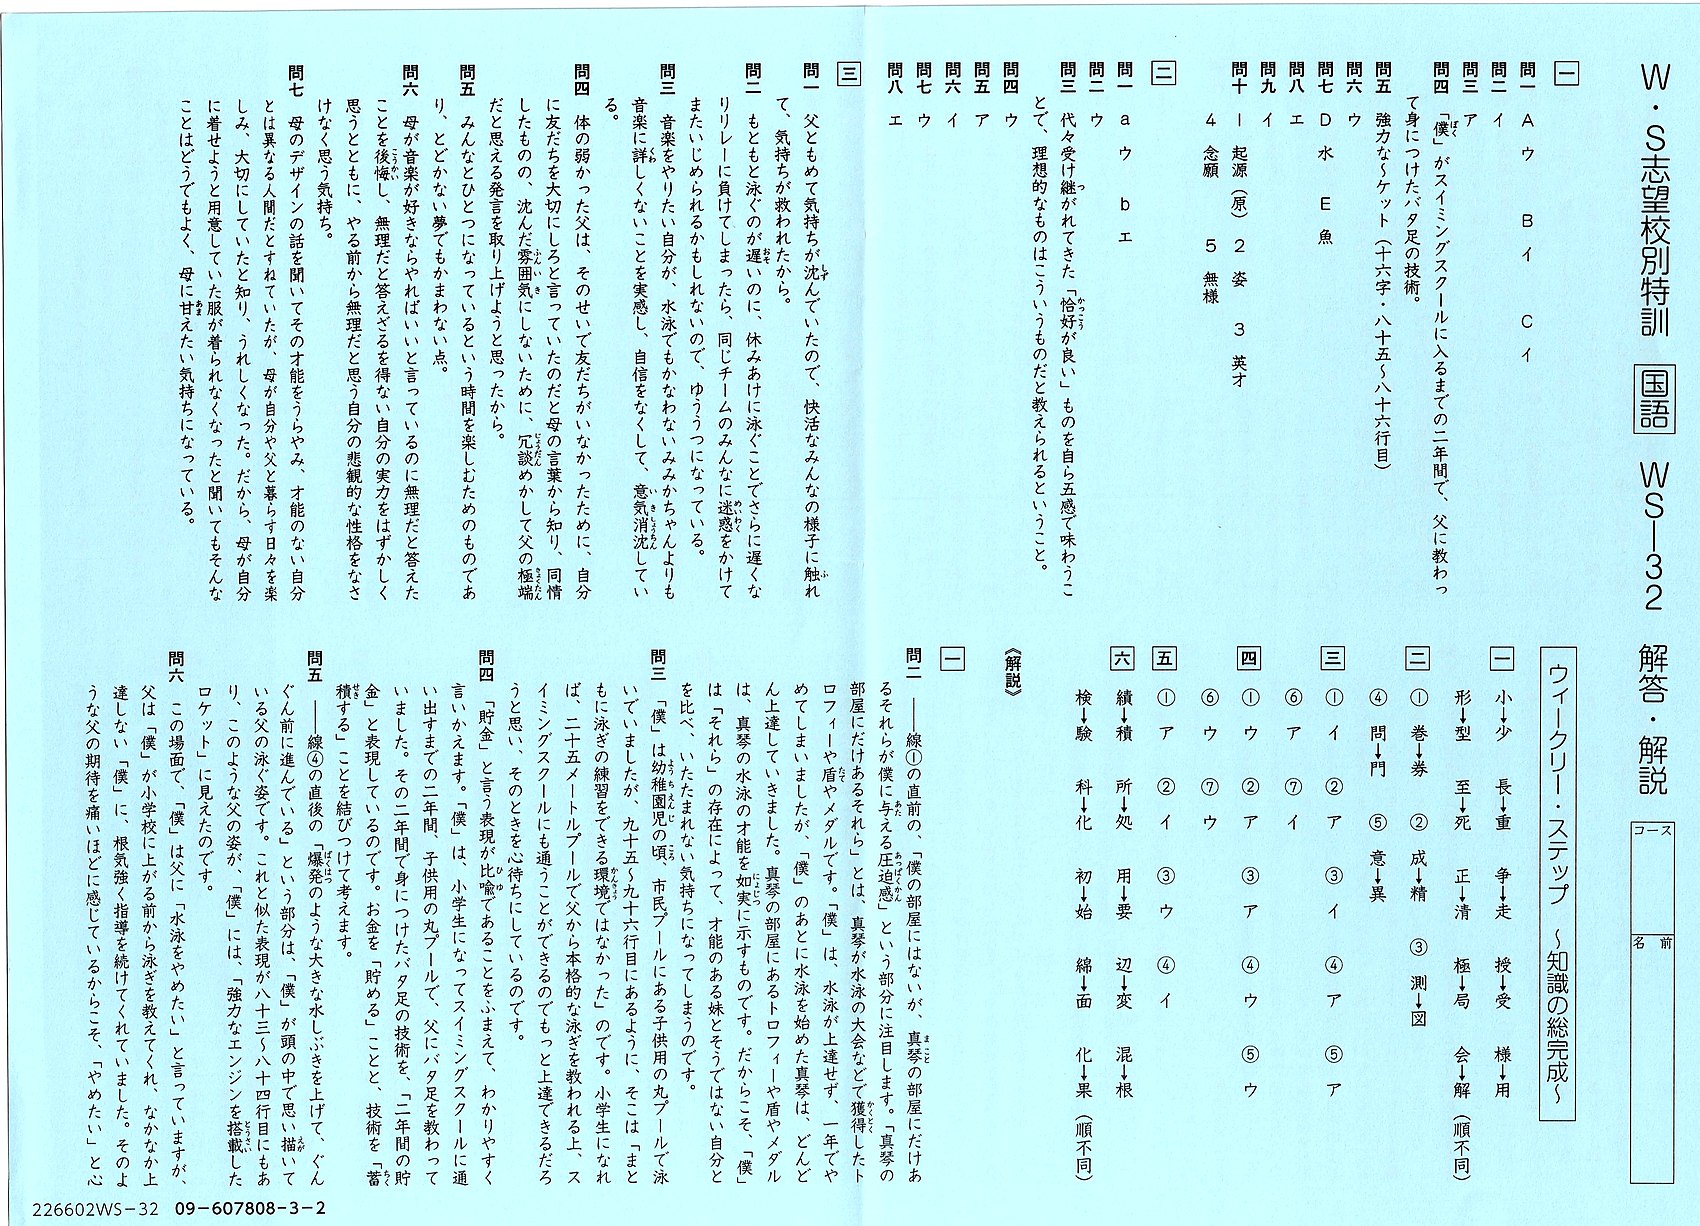 W・S志望校別特訓 国語 WS―32 解答・解説
コース
名 前
一
問一 A ウ B イ C イ
問二 イ
問三 ア
問四 「僕」がスイミングスクールに入るまでの二年間で、父に教わっ
て身につけたバタ足の技術。
問五 強力な～ケット（十六字・八十五～八十六行目）
問六 ウ
問七 D 水 E 魚
問八 エ
問九 イ
問十 1 起源（原） 2 姿 3 英才
4 念願 5 無様
二
問一 a ウ b エ
問二 ウ
問三 代々受け継がれてきた「恰好が良い」ものを自ら五感で味わうこ
とで、理想的なものはこういうものだと教えられるということ。
問四 ウ
問五 ア
問六 イ
問七 ウ
問八 エ
三
問一 父ともめて気持ちが沈んでいたので、快活なみんなの様子に触れ
て、気持ちが救われたから。
問二 もともと泳ぐのが遅いのに、休みあけに泳ぐことでさらに遅くな
りリレーに負けてしまったら、同じチームのみんなに迷惑をかけて
またいじめられるかもしれないので、ゆううつになっている。
問三 音楽をやりたい自分が、水泳でもかなわないみみかちゃんよりも
音楽に詳しくないことを実感し、自信をなくして、意気消沈してい
る。
問四 体の弱かった父は、そのせいで友だちがいなかったために、自分
に友だちを大切にしろと言っていたのだと母の言葉から知り、同情
したものの、沈んだ雰囲気にしないために、冗談めかして父の極端
だと思える発言を取り上げようと思ったから。
問五 みんなとひとつになっているという時間を楽しむためのものであ
り、とどかない夢でもかまわない点。
問六 母が音楽が好きならやればいいと言っているのに無理だと答えた
ことを後悔し、無理だと答えざるを得ない自分の実力をはずかしく
思うとともに、やる前から無理だと思う自分の悲観的な性格をなさ
けなく思う気持ち。
問七 母のデザインの話を聞いてその才能をうらやみ、才能のない自分
とは異なる人間だとすねていたが、母が自分や父と暮らす日々を楽
しみ、大切にしていたと知り、うれしくなった。だから、母が自分
に着せようと用意していた服が着られなくなったと聞いてもそんな
ことはどうでもよく、母に甘えたい気持ちになっている。
ウィークリー・ステップ ～知識の総完成～
一 小→少 長→重 争→走 授→受 様→用
形→型 至→死 正→清 極→局 会→解（順不同）
二 ① 巻→券 ② 成→精 ③ 測→図
④ 問→門 ⑤ 意→異
三 ① イ ② ア ③ イ ④ ア ⑤ ア
⑥ ア ⑦ イ
四 ① ウ ② ア ③ ア ④ ウ ⑤ ウ
⑥ ウ ⑦ ウ
五 ① ア ② イ ③ ウ ④ イ
六 績→積 所→処 用→要 辺→変 混→根
検→験 科→化 初→始 綿→面 化→果（順不同）
《解説》
一
問二 ――線①の直前の、「僕の部屋にはないが、真琴の部屋にだけあ
るそれらが僕に与える圧迫感」という部分に注目します。「真琴の
部屋にだけあるそれら」とは、真琴が水泳の大会などで獲得したト
ロフィーや盾やメダルです。「僕」は、水泳が上達せず、一年でや
めてしまいましたが、「僕」のあとに水泳を始めた真琴は、どんど
ん上達していきました。真琴の部屋にあるトロフィーや盾やメダル
は、真琴の水泳の才能を如実に示すものです。だからこそ、「僕」
は「それら」の存在によって、才能のある妹とそうではない自分と
を比べ、いたたまれない気持ちになってしまうのです。
問三 「僕」は幼稚園児の頃、市民プールにある子供用の丸プールで泳
いでいましたが、九十五～九十六行目にあるように、そこは「まと
もに泳ぎの練習をできる環境ではなかった」のです。小学生になれ
ば、二十五メートルプールで父から本格的な泳ぎを教われる上、ス
イミングスクールにも通うことができるのでもっと上達できるだろ
うと思い、そのときを心待ちにしているのです。
問四 「貯金」と言う表現が比喩であることをふまえて、わかりやすく
言いかえます。「僕」は、小学生になってスイミングスクールに通
い出すまでの二年間、子供用の丸プールで、父にバタ足を教わって
いました。その二年間で身につけたバタ足の技術を、「二年間の貯
金」と表現しているのです。お金を「貯める」ことと、技術を「蓄
積する」ことを結びつけて考えます。
問五 ――線④の直後の「爆発のような大きな水しぶきを上げて、ぐん
ぐん前に進んでいる」という部分は、「僕」が頭の中で思い描いて
いる父の泳ぐ姿です。これと似た表現が八十三～八十四行目にもあ
り、このような父の姿が、「僕」には、「強力なエンジンを搭載した
ロケット」に見えたのです。
問六 この場面で、「僕」は父に「水泳をやめたい」と言っていますが、
父は「僕」が小学校に上がる前から泳ぎを教えてくれ、なかなか上
達しない「僕」に、根気強く指導を続けてくれていました。そのよ
うな父の期待を痛いほどに感じているからこそ、「やめたい」と心
226602WS-32 09-607808-3-2